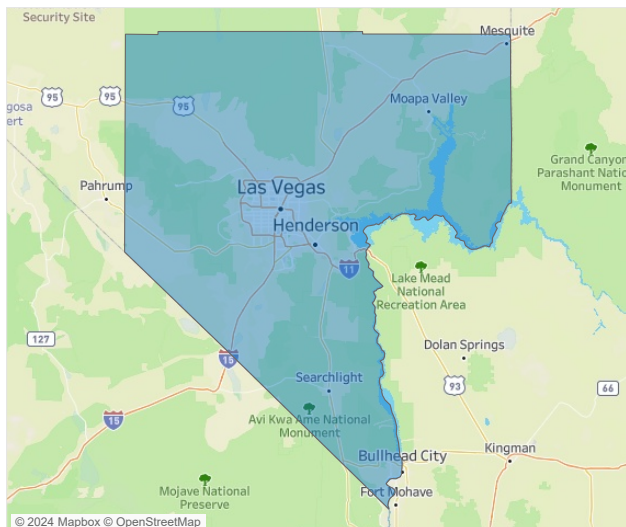 Security Site
Mesquite
95
95
95
Moapa Valley
gosa
ert
Grand Canyon
Parashant Nation
Monument
Pahrump
Las Vegas
Henderson
11
Lake Mead
National
Recreation Area
127
15
Dolan Springs
93
66
Searchlight
15
Avi Kwa Ame National
Monument
Kingman
Bullhead City
Mojave National
Preserve
Fort Mohave
© 2024 Mapbox © OpenStreetMap